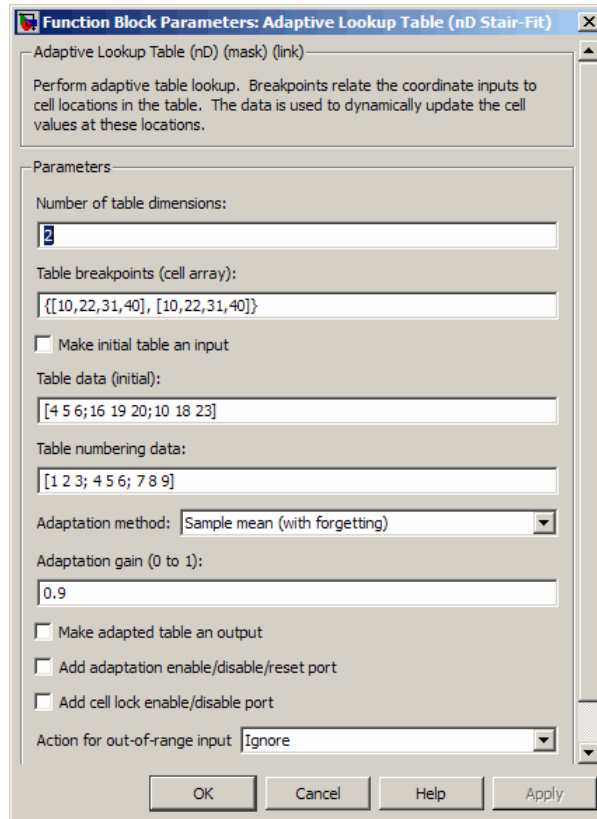 Function Block Parameters: Adaptive Lookup Table (nD Stair-Fit)
Adaptive Lookup Table (nD) (mask) (link)
Perform adaptive table lookup. Breakpoints relate the coordinate inputs to
cell locations in the table. The data is used to dynamically update the cell
values at these locations.
Parameters
Number of table dimensions:
2
Table breakpoints (cell array):
{[10,22,31,40], [10,22,31,40]}
Make initial table an input
Table data (initial):
[4 5 6;16 19 20;10 18 23]
Table numbering data:
[1 2 3; 4 5 6; 7 8 9]
Adaptation method: Sample mean (with forgetting)
Adaptation gain (0 to 1):
0.9
Make adapted table an output
Add adaptation enable/disable/reset port
Add cell lock enable/disable port
Action for out-of-range input Ignore
OK Cancel Help Apply